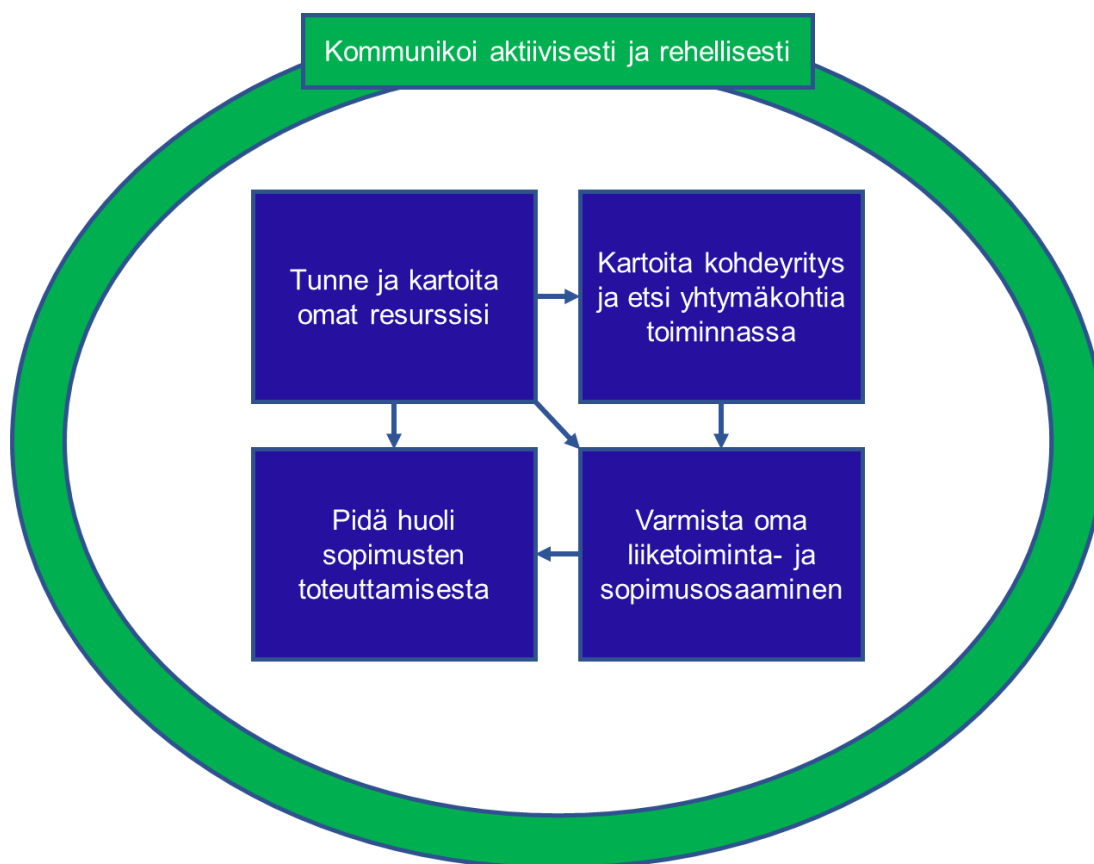 Kommunikoi aktiivisesti ja rehellisesti
Tunne ja kartoita
omat resurssisi
Kartoita kohdeyritys
ja etsi yhtymäkohtia
toiminnassa
Pidä huoli
sopimusten
toteuttamisesta
Varmista oma
liiketoiminta- ja
sopimusosaaminen